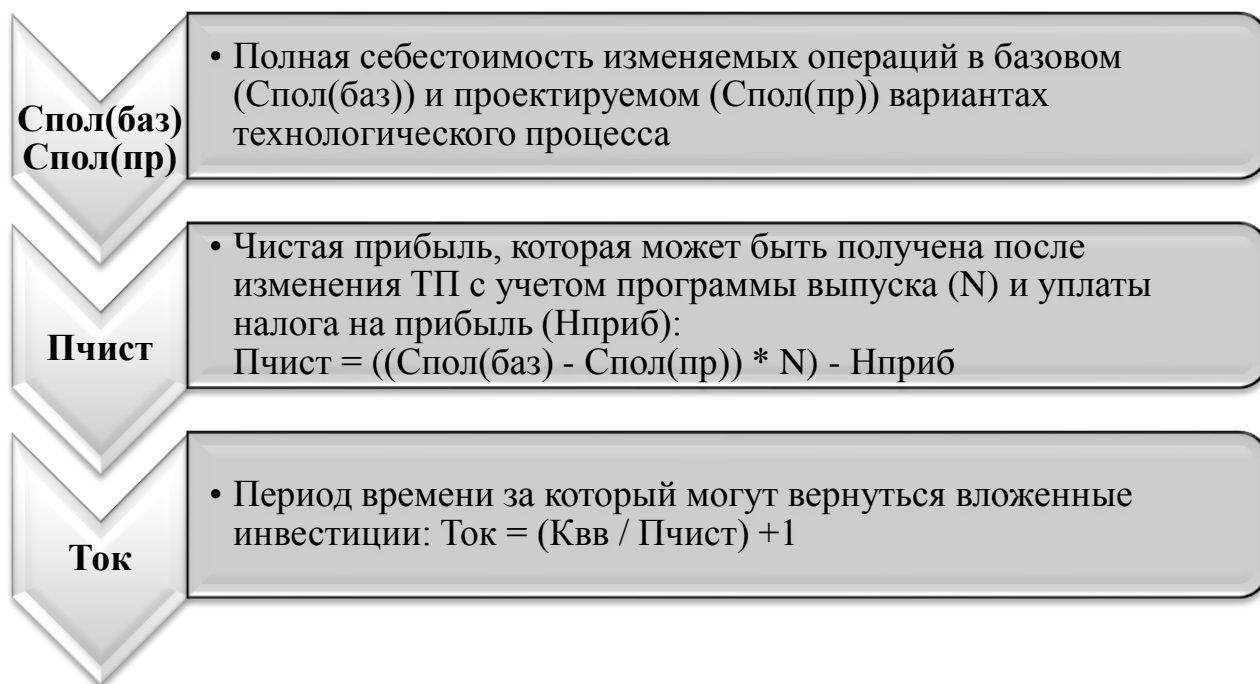 Спол(баз)
Спол(пр)
• Полная себестоимость изменяемых операций в базовом
(Спол(баз)) и проектируемом (Спол(пр)) вариантах
технологического процесса
Пчист
• Чистая прибыль, которая может быть получена после
изменения ТП с учетом программы выпуска (N) и уплаты
налога на прибыль (Нприб):
Пчист = ((Спол(баз) - Спол(пр)) * N) - Нприб
Ток
• Период времени за который могут вернуться вложенные
инвестиции: Ток = (Квв / Пчист) +1